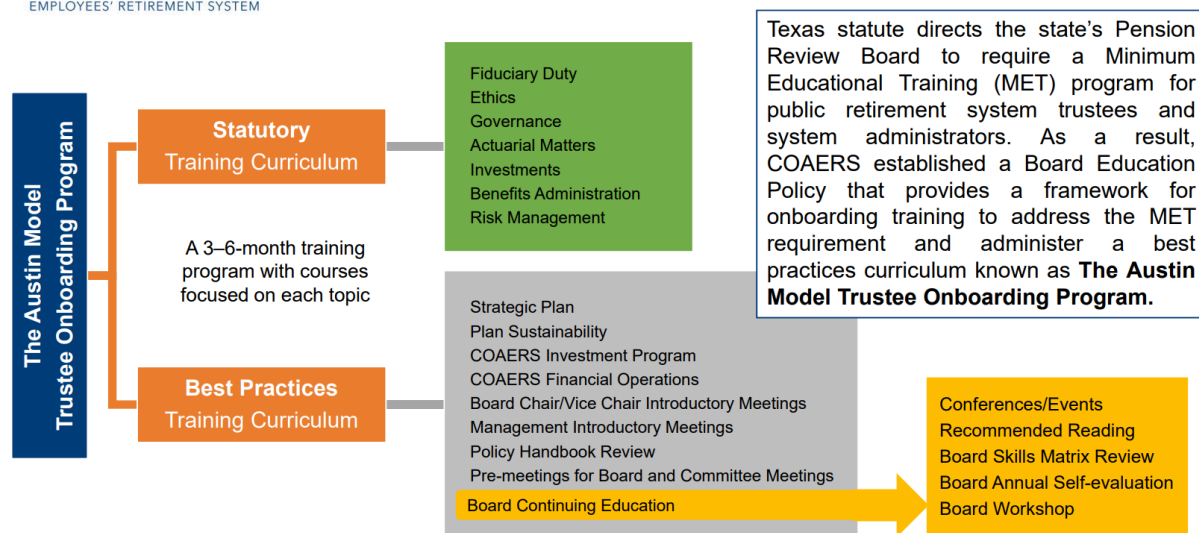 EMPLOYEES' RETIREMENT SYSTEM
The Austin Model
Trustee Onboarding Program
Statutory
Training Curriculum
A 3–6-month training
program with courses
focused on each topic
Best Practices
Training Curriculum
Fiduciary Duty
Ethics
Governance
Actuarial Matters
Investments
Benefits Administration
Risk Management
Strategic Plan
Plan Sustainability
COAERS Investment Program
COAERS Financial Operations
Board Chair/Vice Chair Introductory Meetings
Management Introductory Meetings
Policy Handbook Review
Pre-meetings for Board and Committee Meetings
Board Continuing Education
Texas statute directs the state's Pension
Review Board to require a Minimum
Educational Training (MET) program for
public retirement system trustees and
system administrators. As a result,
COAERS established a Board Education
Policy that provides a framework for
onboarding training to address the MET
requirement and administer a best
practices curriculum known as The Austin
Model Trustee Onboarding Program.
Conferences/Events
Recommended Reading
Board Skills Matrix Review
Board Annual Self-evaluation
Board Workshop